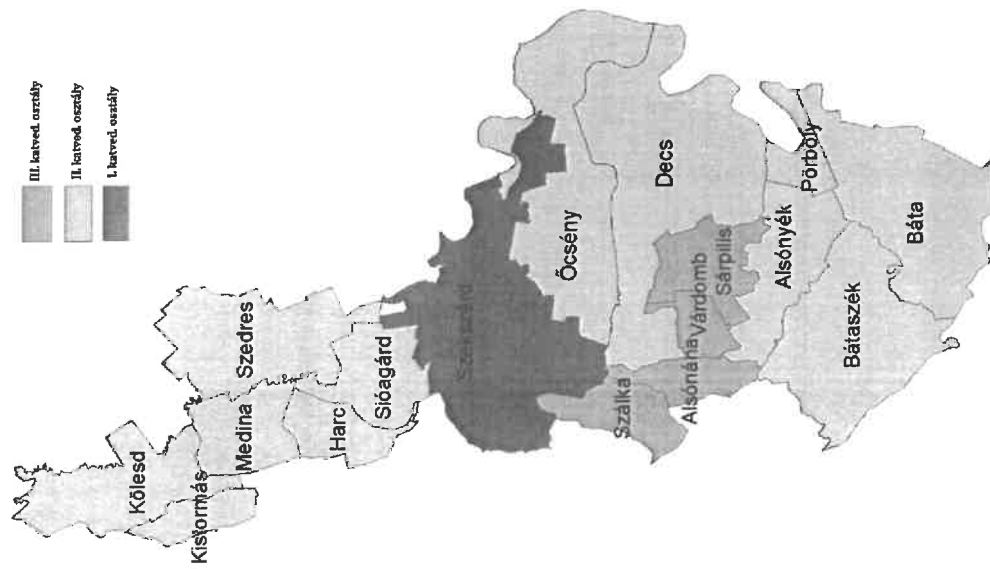 III. katved. osztály
II. katved. osztály
I. katved. osztály
Kölesd
Kistormás
Medina
Szedres
Harc
Sióagárd
Szekszárd
Őcsény
Decs
Szálka
Alsónána
Várdomb
Sárpilis
Alsónyék
Pörböly
Bátaszék
Báta